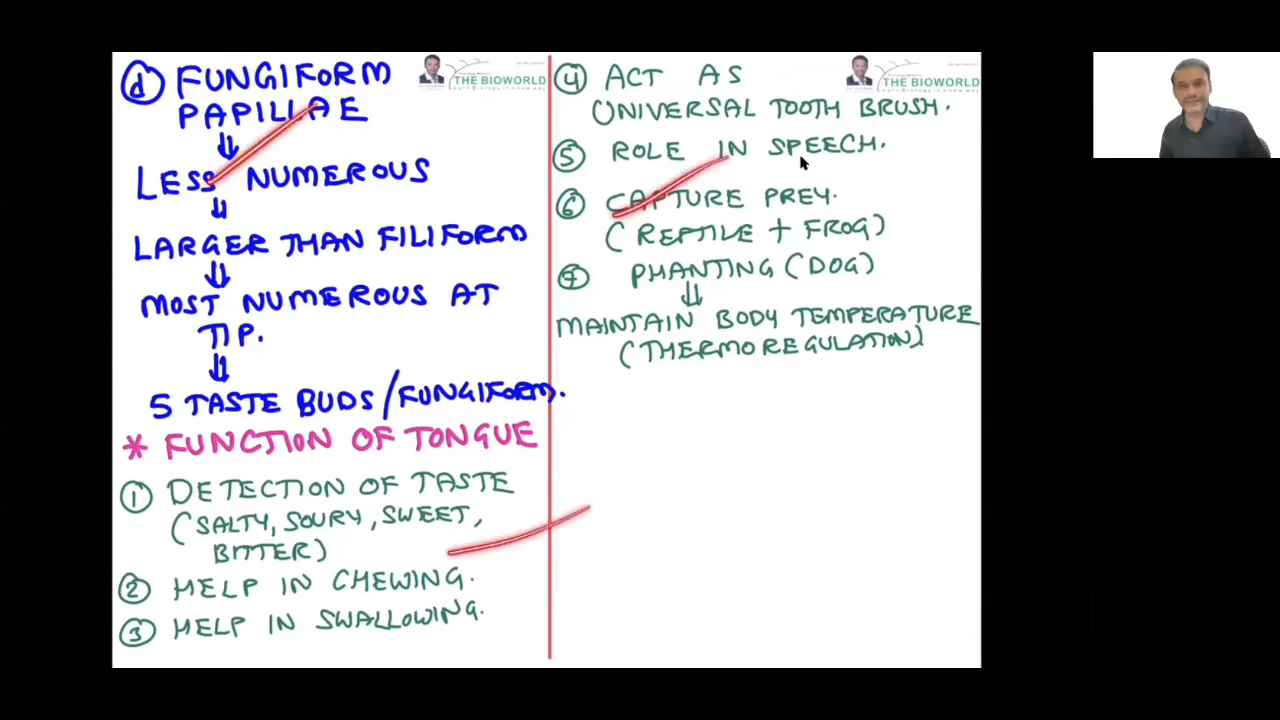 d FUNGIFORM
PAPILLAE
⇓
LESS NUMEROUS
⇓
LARGER THAN FILIFORM
⇓
MOST NUMEROUS AT
TIP.
⇓
5 TASTE BUDS/FUNGIFORM.
* FUNCTION OF TONGUE
1 DETECTION OF TASTE
(SALTY, SOURY, SWEET,
BITTER)
2 HELP IN CHEWING.
3 HELP IN SWALLOWING.
THE BIOWORLD
4 ACT AS
UNIVERSAL TOOTH BRUSH.
5 ROLE IN SPEECH.
6 CAPTURE PREY.
(REPTILE + FROG)
7 PHANTING (DOG)
⇓
MAINTAIN BODY TEMPERATURE
(THERMOREGULATION)
THE BIOWORLD